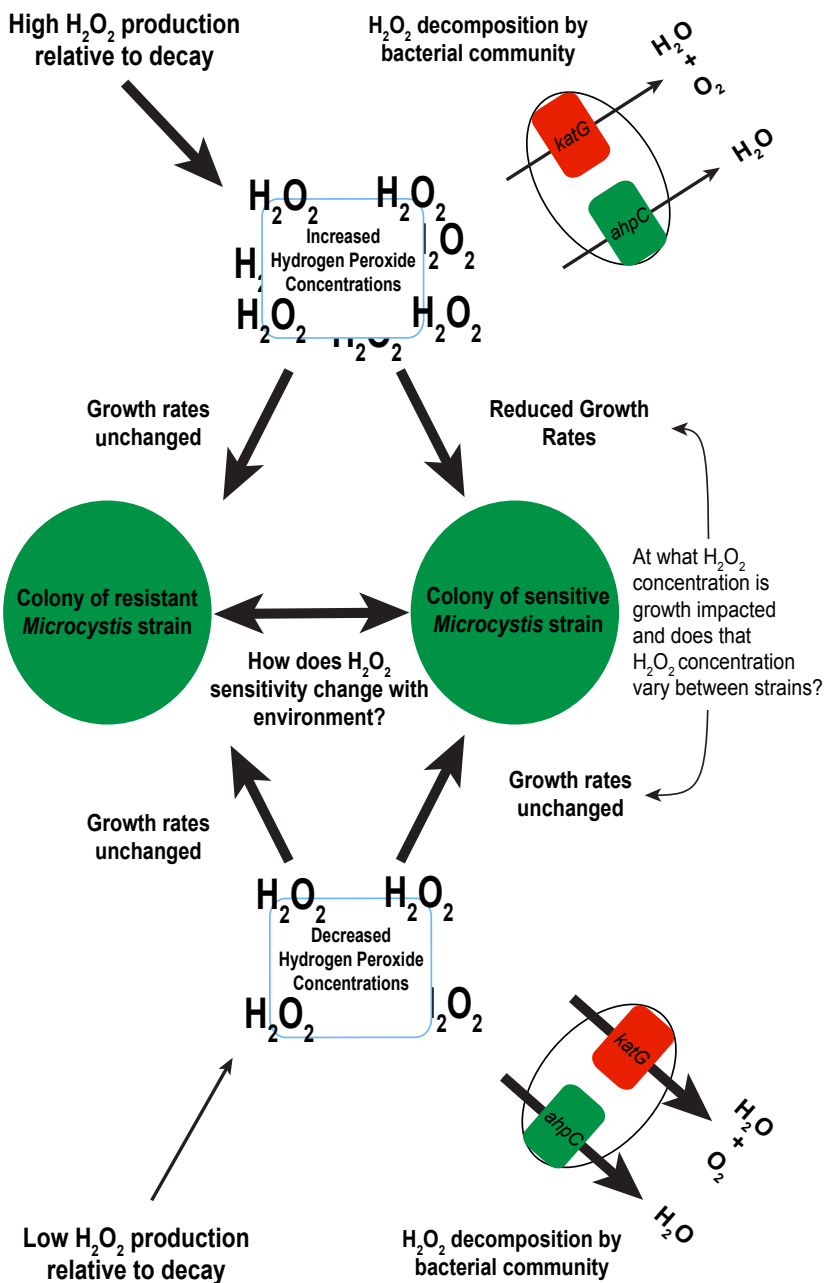 High H₂O₂ production
relative to decay
H₂O₂ decomposition by
bacterial community
H₂O
+
O₂
katG
H₂O
ahpC
H₂O₂
H₂O₂
Increased
Hydrogen Peroxide
Concentrations
H₂
₂O₂
H₂O₂
H₂O₂
H₂O₂
Growth rates
unchanged
Reduced Growth
Rates
Colony of resistant
Microcystis strain
Colony of sensitive
Microcystis strain
At what H₂O₂
concentration is
growth impacted
and does that
H₂O₂ concentration
vary between strains?
How does H₂O₂
sensitivity change with
environment?
Growth rates
unchanged
Growth rates
unchanged
H₂O₂
H₂O₂
Decreased
Hydrogen Peroxide
Concentrations
H₂O₂
₂O₂
katG
ahpC
H₂O
+
O₂
H₂O
Low H₂O₂ production
relative to decay
H₂O₂ decomposition by
bacterial community